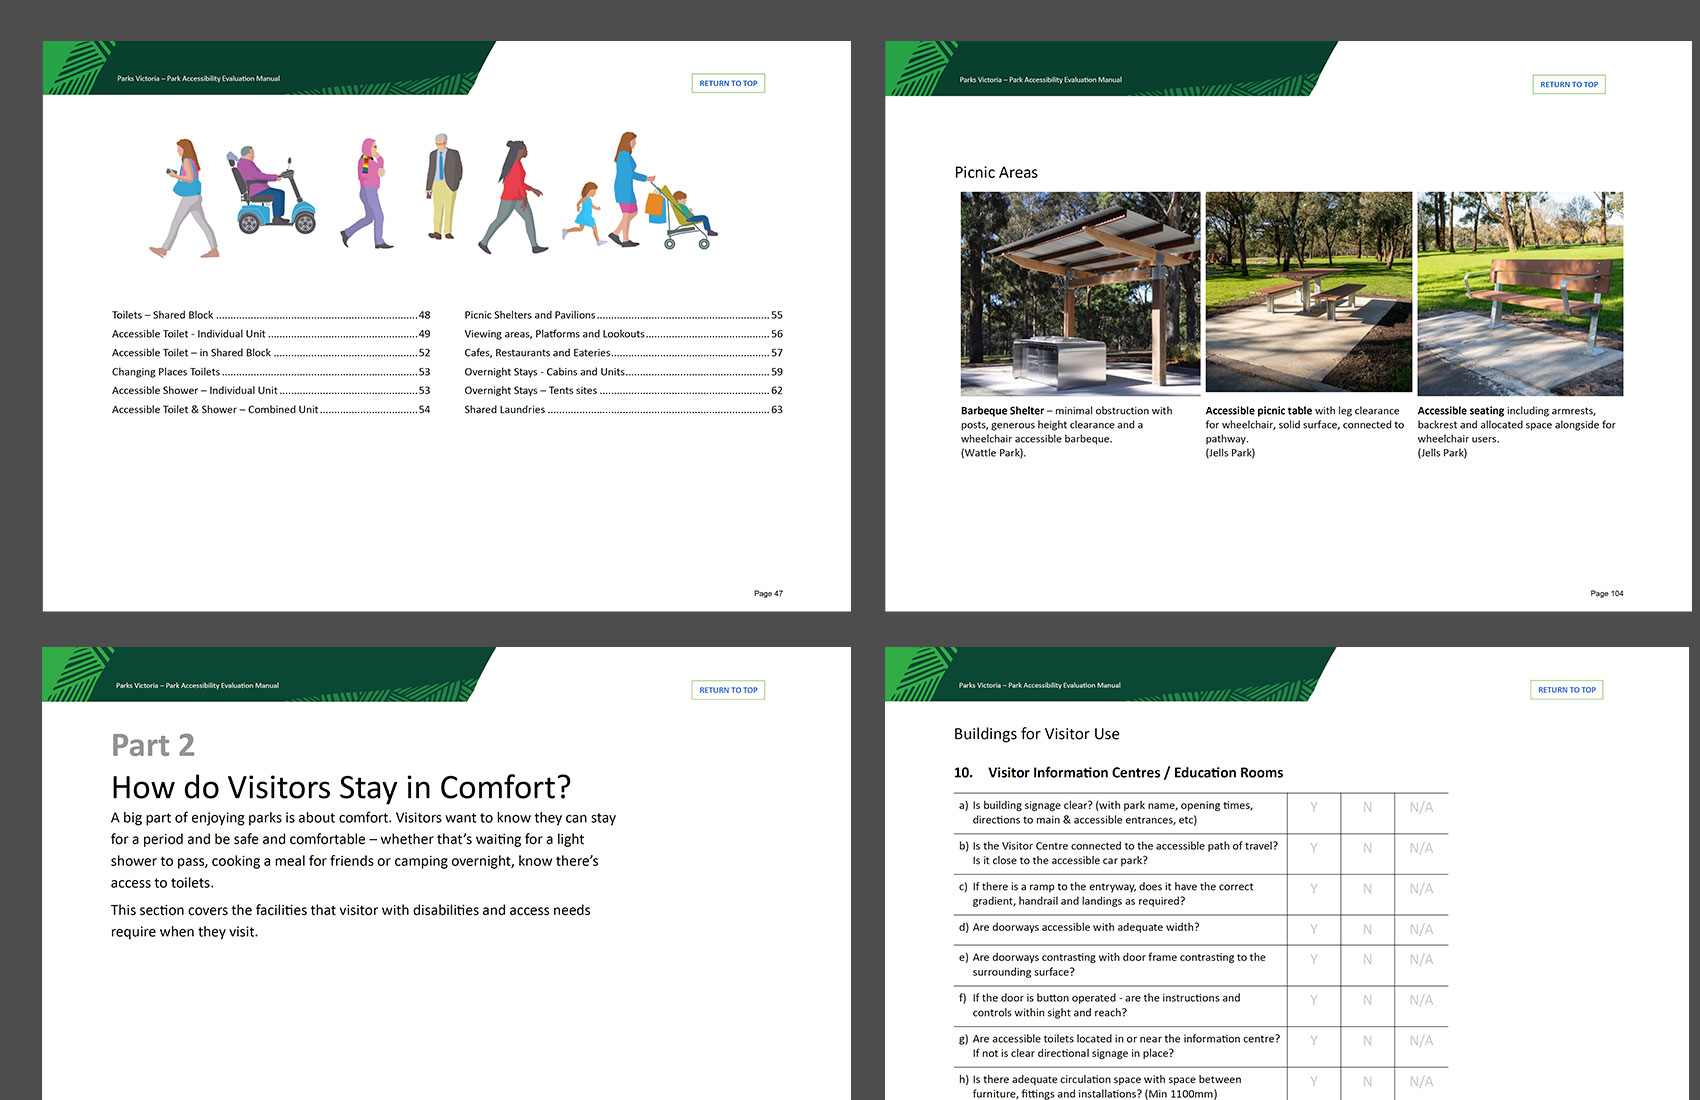 Parks Victoria – Park Accessibility Evaluation Manual
RETURN TO TOP
Toilets – Shared Block ........ 48
Accessible Toilet - Individual Unit ........ 49
Accessible Toilet – in Shared Block ........ 52
Changing Places Toilets ........ 53
Accessible Shower – Individual Unit ........ 53
Accessible Toilet & Shower – Combined Unit ........ 54
Picnic Shelters and Pavilions ........ 55
Viewing areas, Platforms and Lookouts ........ 56
Cafes, Restaurants and Eateries ........ 57
Overnight Stays - Cabins and Units ........ 59
Overnight Stays – Tents sites ........ 62
Shared Laundries ........ 63
Page 47
Parks Victoria – Park Accessibility Evaluation Manual
RETURN TO TOP
Picnic Areas
Barbeque Shelter – minimal obstruction with
posts, generous height clearance and a
wheelchair accessible barbeque.
(Wattle Park).
Accessible picnic table with leg clearance
for wheelchair, solid surface, connected to
pathway.
(Jells Park)
Accessible seating including armrests,
backrest and allocated space alongside for
wheelchair users.
(Jells Park)
Page 104
Parks Victoria – Park Accessibility Evaluation Manual
RETURN TO TOP
Part 2
How do Visitors Stay in Comfort?
A big part of enjoying parks is about comfort. Visitors want to know they can stay
for a period and be safe and comfortable – whether that's waiting for a light
shower to pass, cooking a meal for friends or camping overnight, know there's
access to toilets.
This section covers the facilities that visitor with disabilities and access needs
require when they visit.
Parks Victoria – Park Accessibility Evaluation Manual
RETURN TO TOP
Buildings for Visitor Use
10. Visitor Information Centres / Education Rooms
a) Is building signage clear? (with park name, opening times,
directions to main & accessible entrances, etc) Y N N/A
b) Is the Visitor Centre connected to the accessible path of travel?
Is it close to the accessible car park? Y N N/A
c) If there is a ramp to the entryway, does it have the correct
gradient, handrail and landings as required? Y N N/A
d) Are doorways accessible with adequate width? Y N N/A
e) Are doorways contrasting with door frame contrasting to the
surrounding surface? Y N N/A
f) If the door is button operated - are the instructions and
controls within sight and reach? Y N N/A
g) Are accessible toilets located in or near the information centre?
If not is clear directional signage in place? Y N N/A
h) Is there adequate circulation space with space between
furniture, fittings and installations? (Min 1100mm) Y N N/A